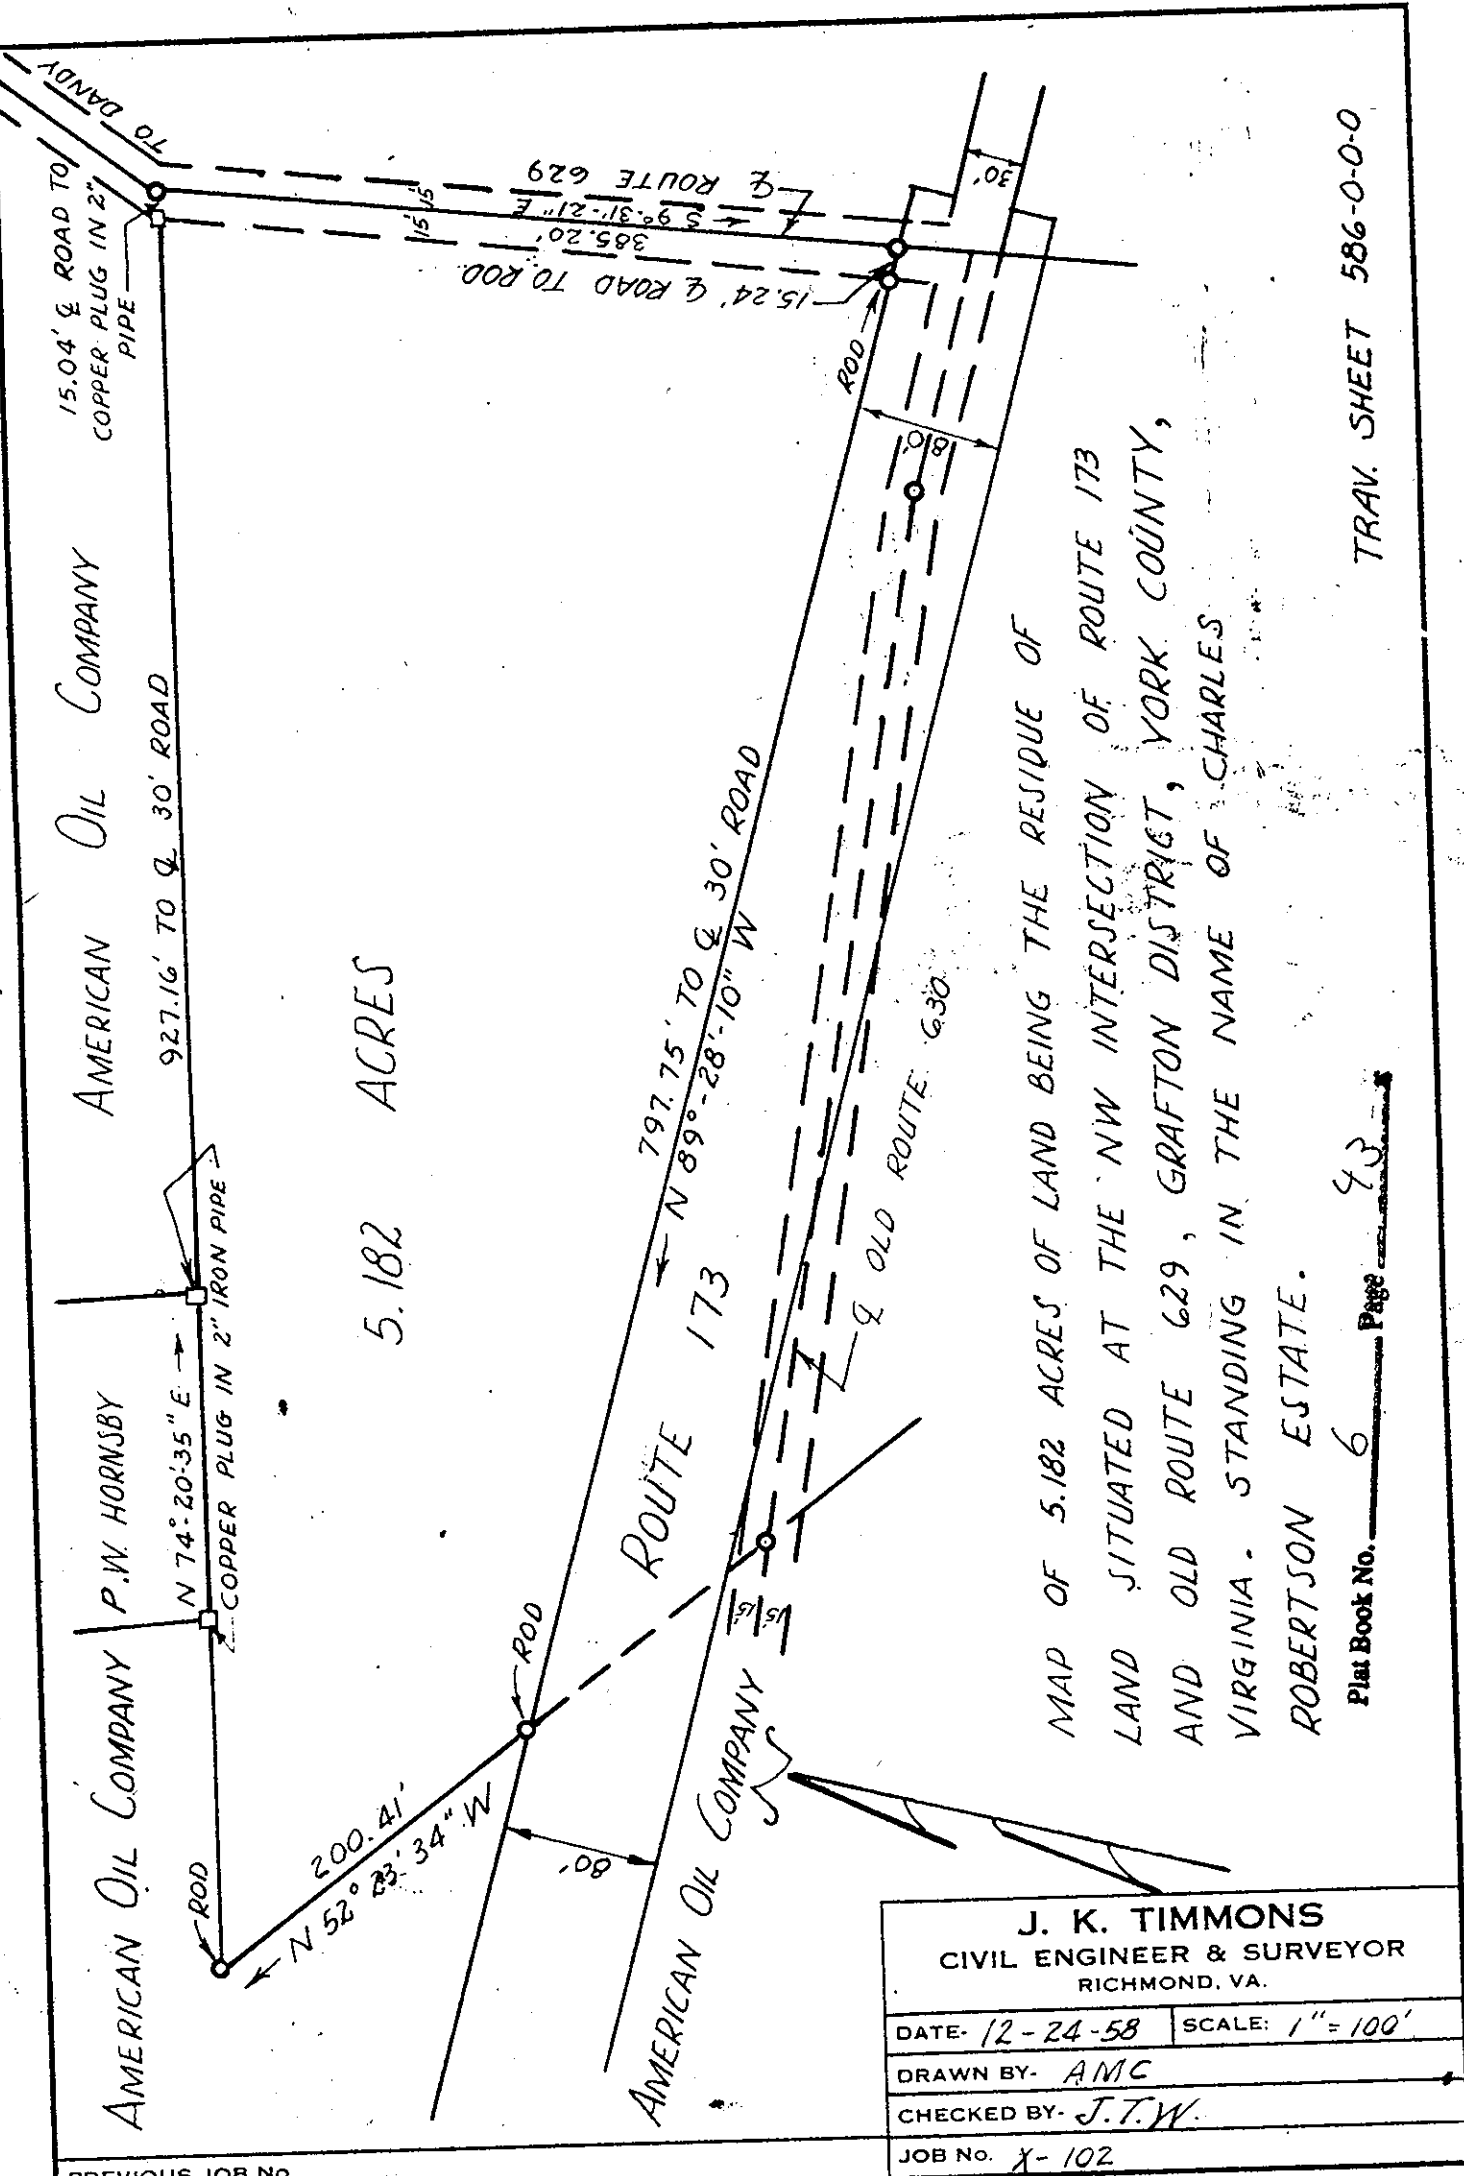 AMERICAN OIL COMPANY
P.W. HORNSBY
AMERICAN OIL COMPANY
15.04' ℄ ROAD TO
COPPER PLUG IN 2"
PIPE
TO DANDY
N 74°-20'-35" E
927.16' TO ℄ 30' ROAD
COPPER PLUG IN 2" IRON PIPE
ROD
200.41'
N 52° 23' 34" W
ROD
5.182 ACRES
℄ ROUTE 629
S 9°-31'-21" E
385.20'
15' 15'
15.24' ℄ ROAD TO ROD
ROD
30'
80'
797.75' TO ℄ 30' ROAD
N 89°-28'-10" W
ROUTE 173
80'
15' 15'
℄ OLD ROUTE 630
AMERICAN OIL COMPANY
MAP OF 5.182 ACRES OF LAND BEING THE RESIDUE OF
LAND SITUATED AT THE NW INTERSECTION OF ROUTE 173
AND OLD ROUTE 629, GRAFTON DISTRICT, YORK COUNTY,
VIRGINIA. STANDING IN THE NAME OF CHARLES
ROBERTSON ESTATE.
TRAV. SHEET 586-0-0-0
Plat Book No. 6 Page 43
J. K. TIMMONS
CIVIL ENGINEER & SURVEYOR
RICHMOND, VA.
DATE- 12-24-58 SCALE: 1"=100'
DRAWN BY- AMC
CHECKED BY- J.T.W.
JOB No. X-102
PREVIOUS JOB No.